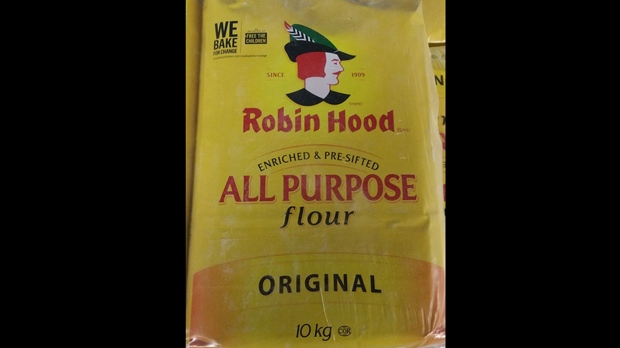 WE
BAKE
FOR CHANGE
FREE THE
CHILDREN
SINCE 1909
Robin Hood
ENRICHED & PRE-SIFTED
ALL PURPOSE
flour
ORIGINAL
10 kg COR